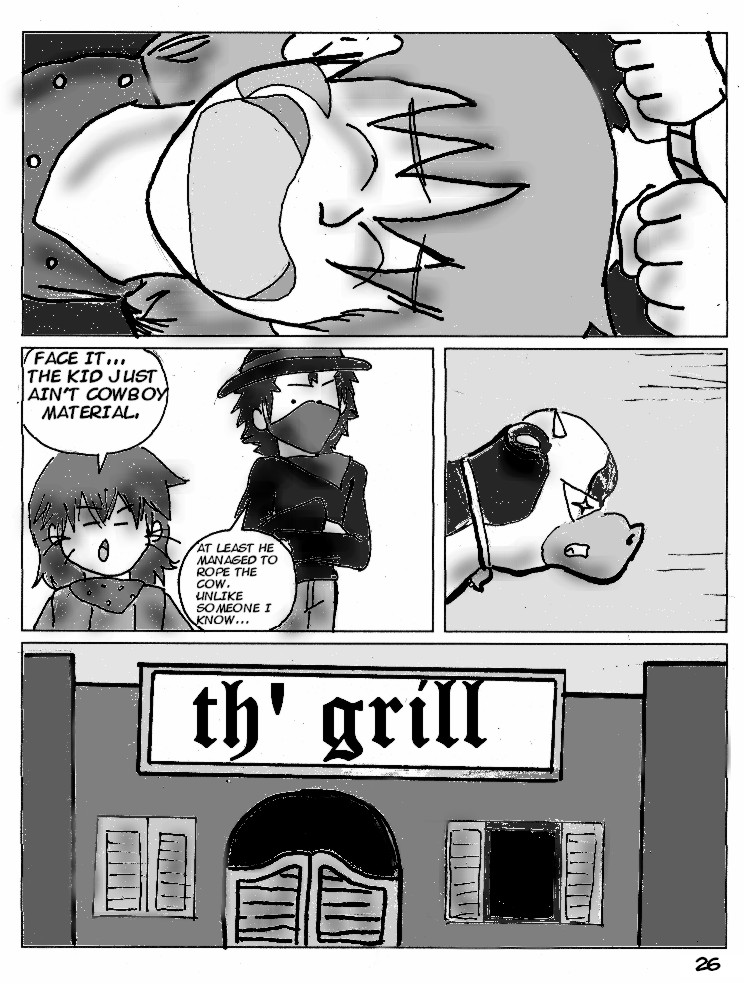 FACE IT...
THE KID JUST
AIN'T COWBOY
MATERIAL.
AT LEAST HE
MANAGED TO
ROPE THE
COW.
UNLIKE
SOMEONE I
KNOW...
th' grill
26